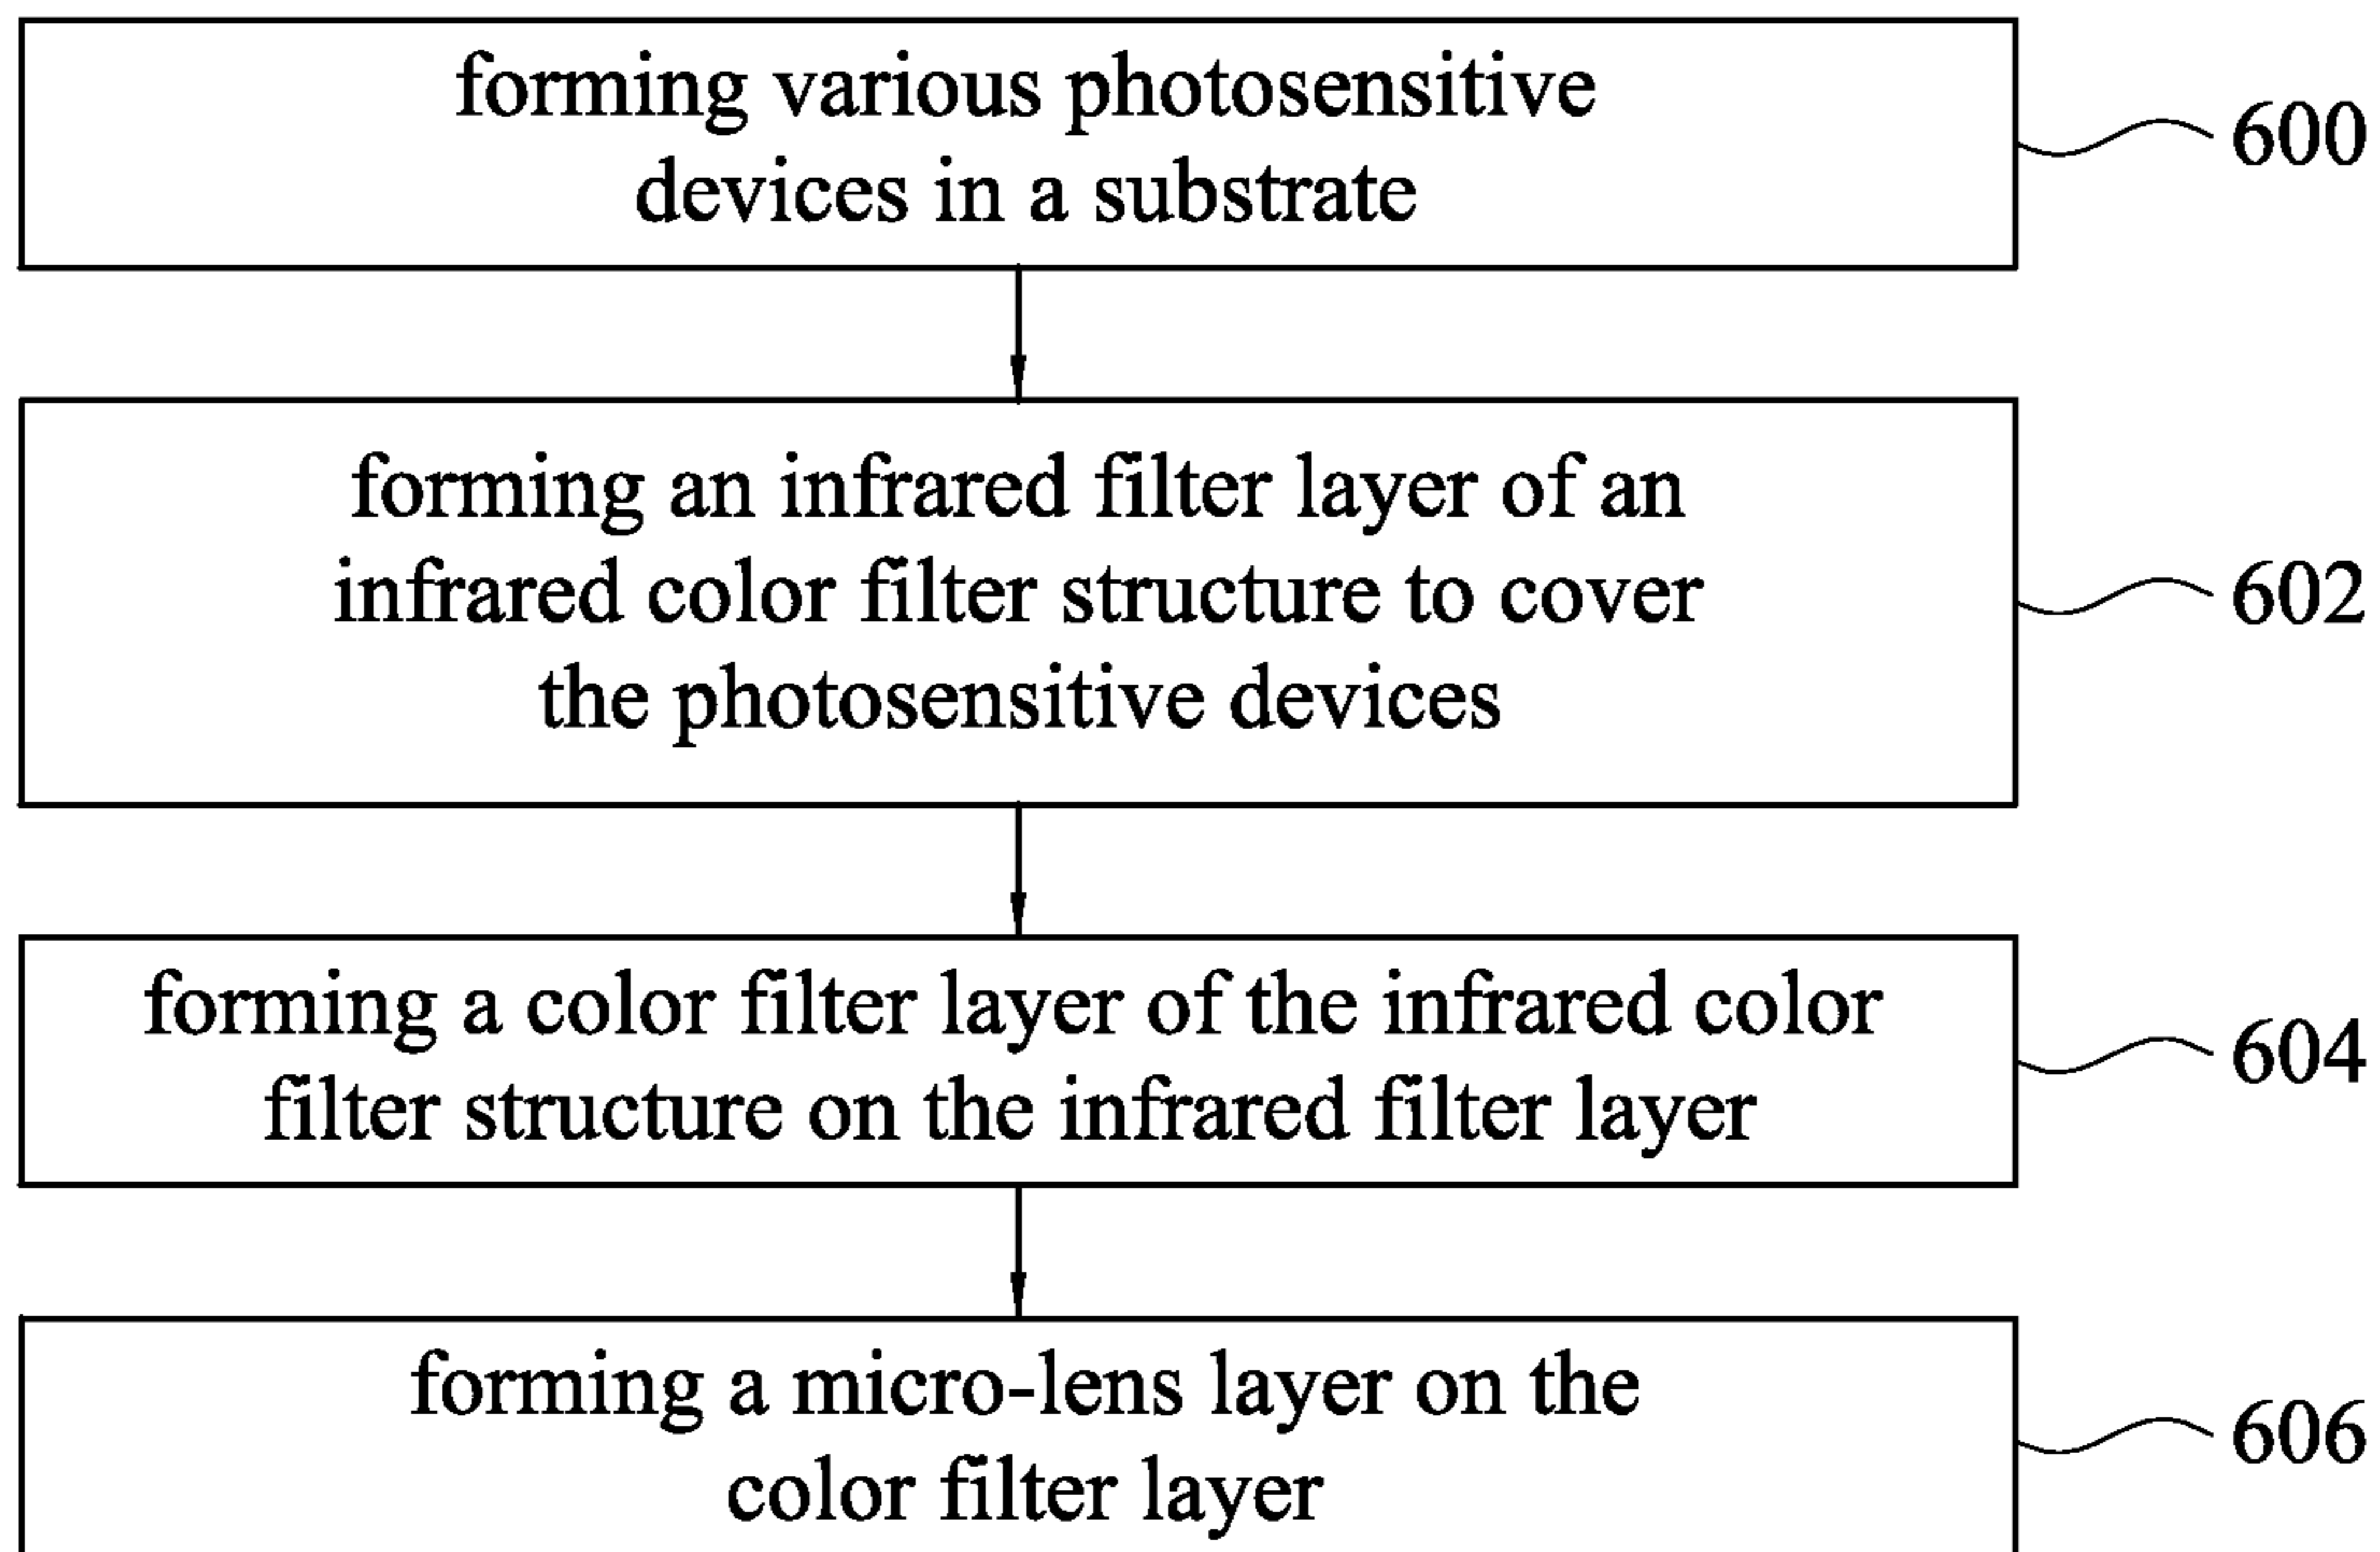 forming various photosensitive
devices in a substrate
600
forming an infrared filter layer of an
infrared color filter structure to cover
the photosensitive devices
602
forming a color filter layer of the infrared color
filter structure on the infrared filter layer
604
forming a micro-lens layer on the
color filter layer
606